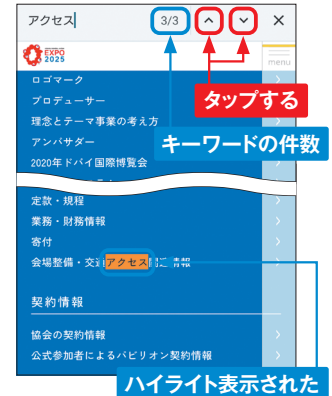 アクセス
3/3
EXPO
2025
menu
ロゴマーク
プロデューサー
タップする
理念とテーマ事業の考え方
アンバサダー
キーワードの件数
2020年ドバイ国際博覧会
定款・規程
業務・財務情報
寄付
会場整備・交通アクセス関連情報
契約情報
協会の契約情報
公式参加者によるパビリオン契約情報
ハイライト表示された